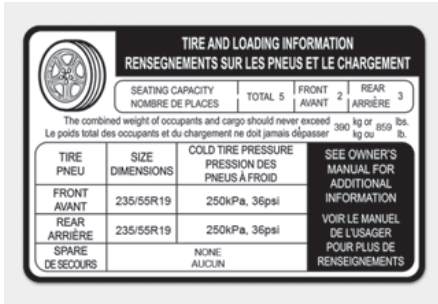 TIRE AND LOADING INFORMATION
RENSEGNEMENTS SUR LES PNEUS ET LE CHARGEMENT
SEATING CAPACITY
NOMBRE DE PLACES
TOTAL 5
FRONT
AVANT
2
REAR
ARRIÈRE
3
The combined weight of occupants and cargo should never exceed 390 kg or 859 lbs.
Le poids total des occupants et du chargement ne doit jamais dépasser kg ou lb.
TIRE
PNEU
SIZE
DIMENSIONS
COLD TIRE PRESSURE
PRESSION DES
PNEUS À FROID
FRONT
AVANT
235/55R19
250kPa, 36psi
REAR
ARRIÈRE
235/55R19
250kPa, 36psi
SPARE
DE SECOURS
NONE
AUCUN
SEE OWNER'S
MANUAL FOR
ADDITIONAL
INFORMATION
VOIR LE MANUEL
DE L'USAGER
POUR PLUS DE
RENSEIGNEMENTS